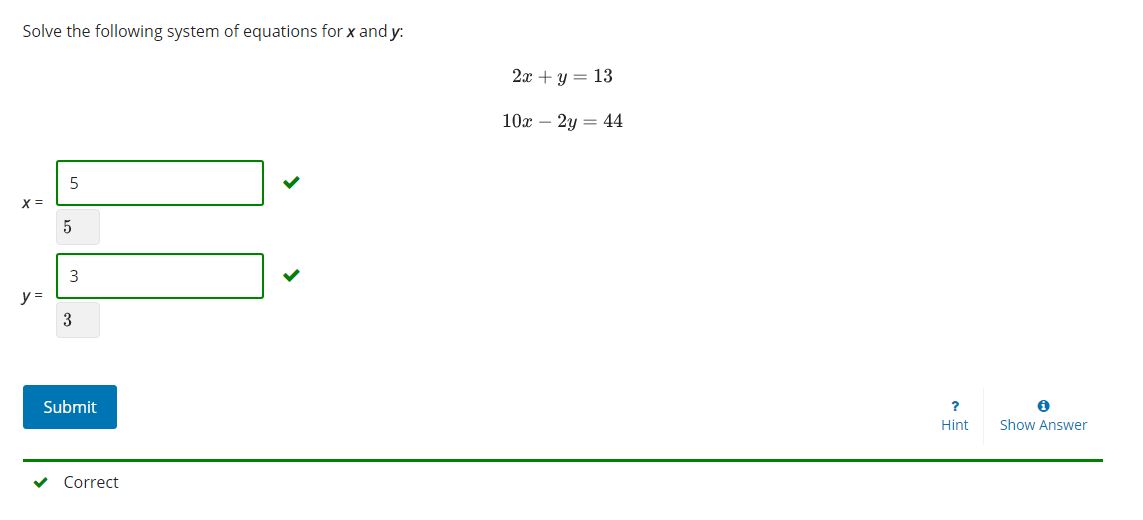 Solve the following system of equations for x and y:
2x + y = 13
10x − 2y = 44
5
x =
5
3
y =
3
Submit
? 
Hint
Show Answer
Correct